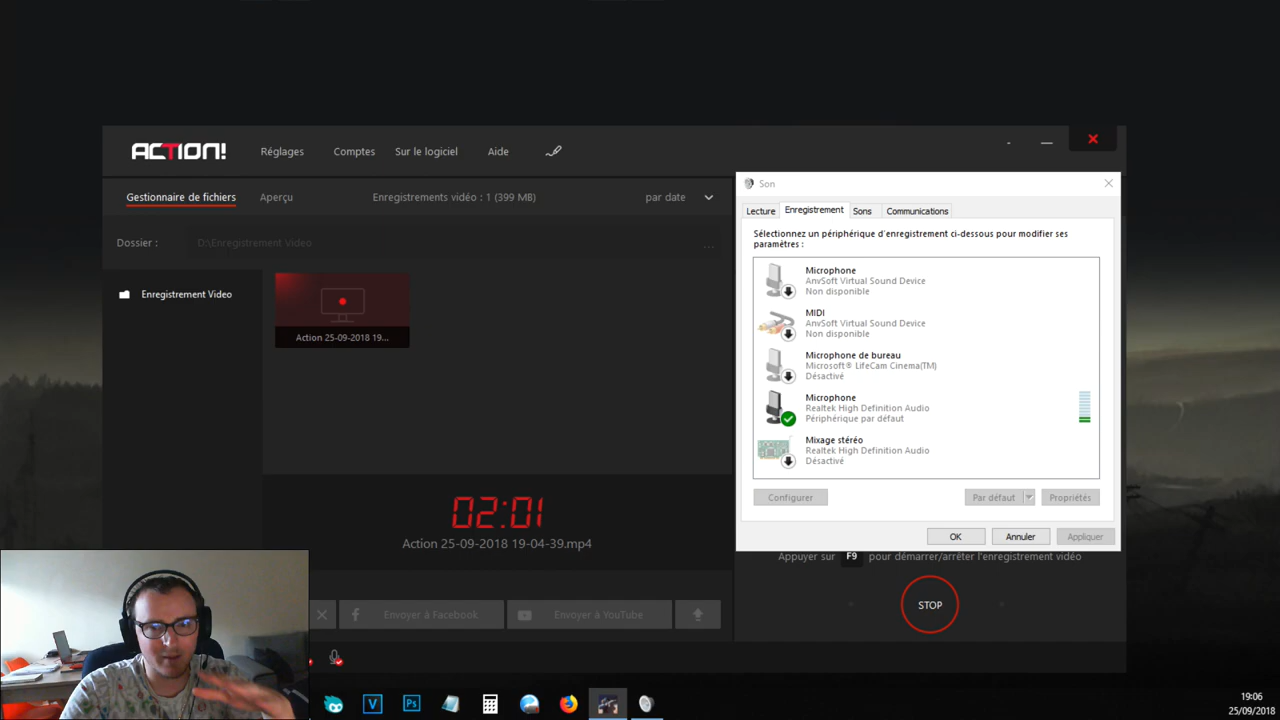 ACTION!
Réglages
Comptes
Sur le logiciel
Aide
Gestionnaire de fichiers
Aperçu
Enregistrements vidéo : 1 (399 MB)
par date
Dossier :
D:\Enregistrement Video
...
Enregistrement Video
Action 25-09-2018 19...
02:01
Action 25-09-2018 19-04-39.mp4
Envoyer à Facebook
Envoyer à YouTube
Son
Lecture
Enregistrement
Sons
Communications
Sélectionnez un périphérique d'enregistrement ci-dessous pour modifier ses
paramètres :
Microphone
AnvSoft Virtual Sound Device
Non disponible
MIDI
AnvSoft Virtual Sound Device
Non disponible
Microphone de bureau
Microsoft® LifeCam Cinema(TM)
Désactivé
Microphone
Realtek High Definition Audio
Périphérique par défaut
Mixage stéréo
Realtek High Definition Audio
Désactivé
Configurer
Par défaut
Propriétés
OK
Annuler
Appliquer
Appuyer sur F9 pour démarrer/arrêter l'enregistrement vidéo
STOP
V
Ps
19:06
25/09/2018